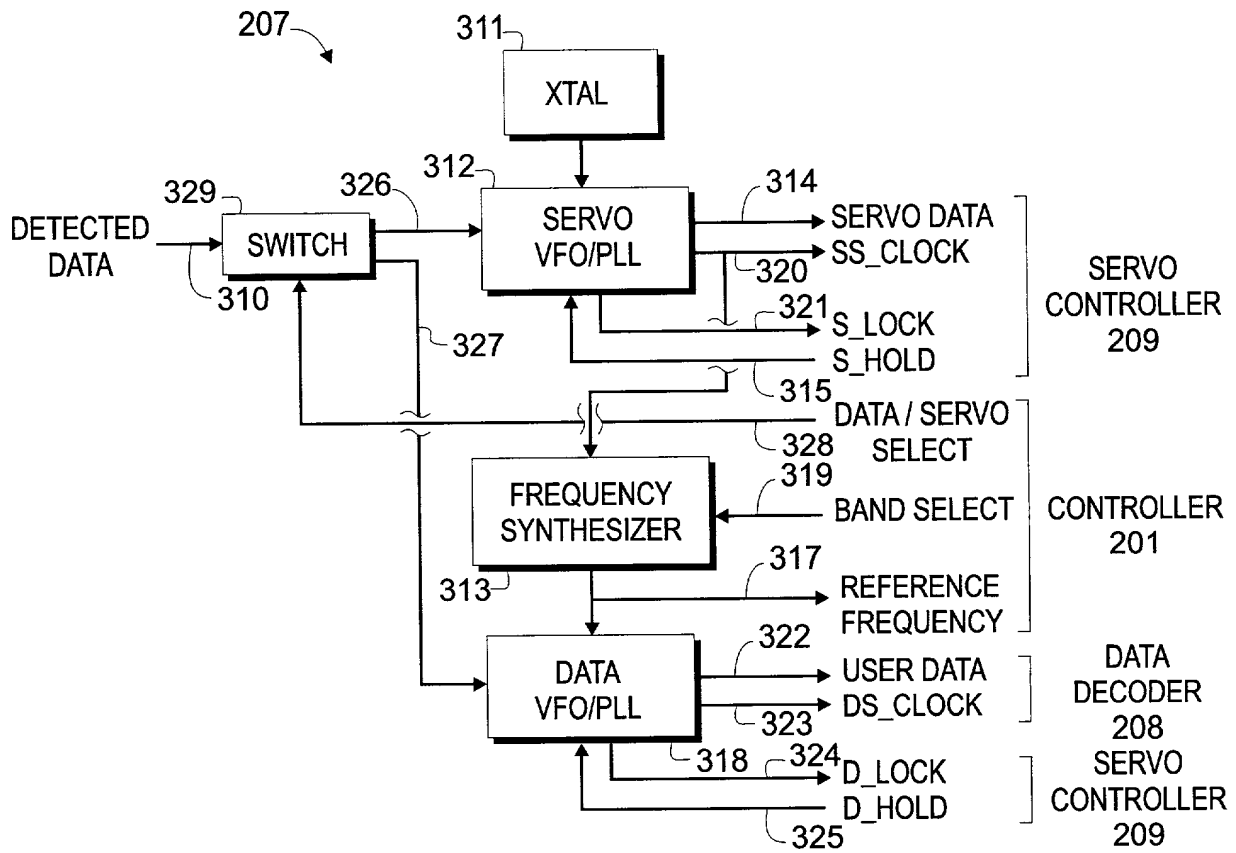 207
311
XTAL
312
329
326
314
DETECTED
DATA
SWITCH
SERVO
VFO/PLL
SERVO DATA
SS_CLOCK
320
310
SERVO
CONTROLLER
209
327
321
S_LOCK
S_HOLD
315
DATA / SERVO
SELECT
328
319
FREQUENCY
SYNTHESIZER
BAND SELECT
CONTROLLER
201
313
317
REFERENCE
FREQUENCY
322
DATA
VFO/PLL
USER DATA
DS_CLOCK
323
DATA
DECODER
208
318
324
D_LOCK
D_HOLD
325
SERVO
CONTROLLER
209